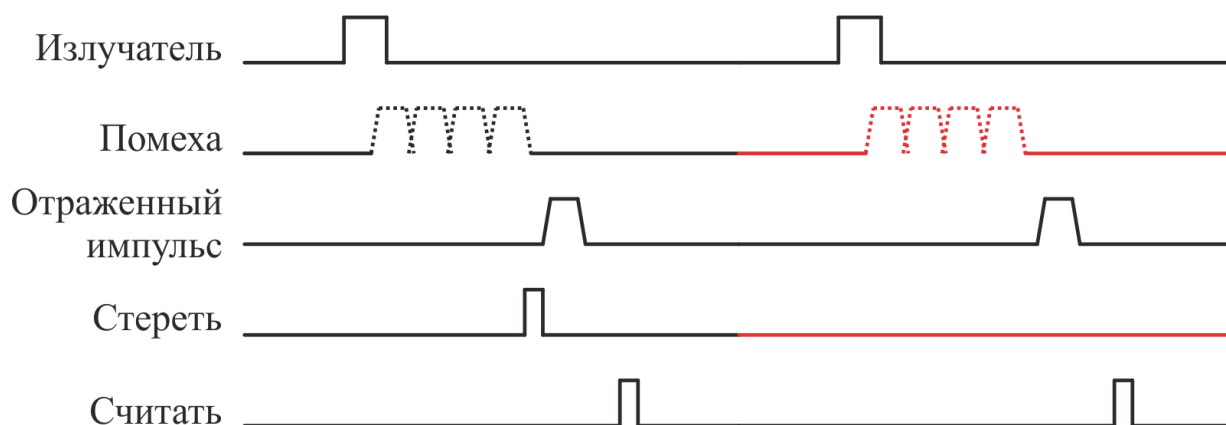 Излучатель
Помеха
Отраженный
импульс
Стереть
Считать